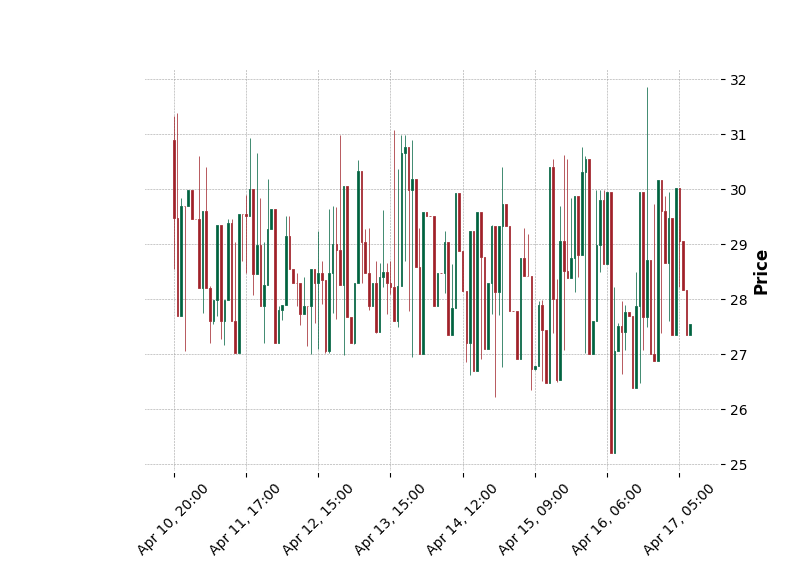 32
31
30
29
28
27
26
25
Price
Apr 10, 20:00
Apr 11, 17:00
Apr 12, 15:00
Apr 13, 15:00
Apr 14, 12:00
Apr 15, 09:00
Apr 16, 06:00
Apr 17, 05:00